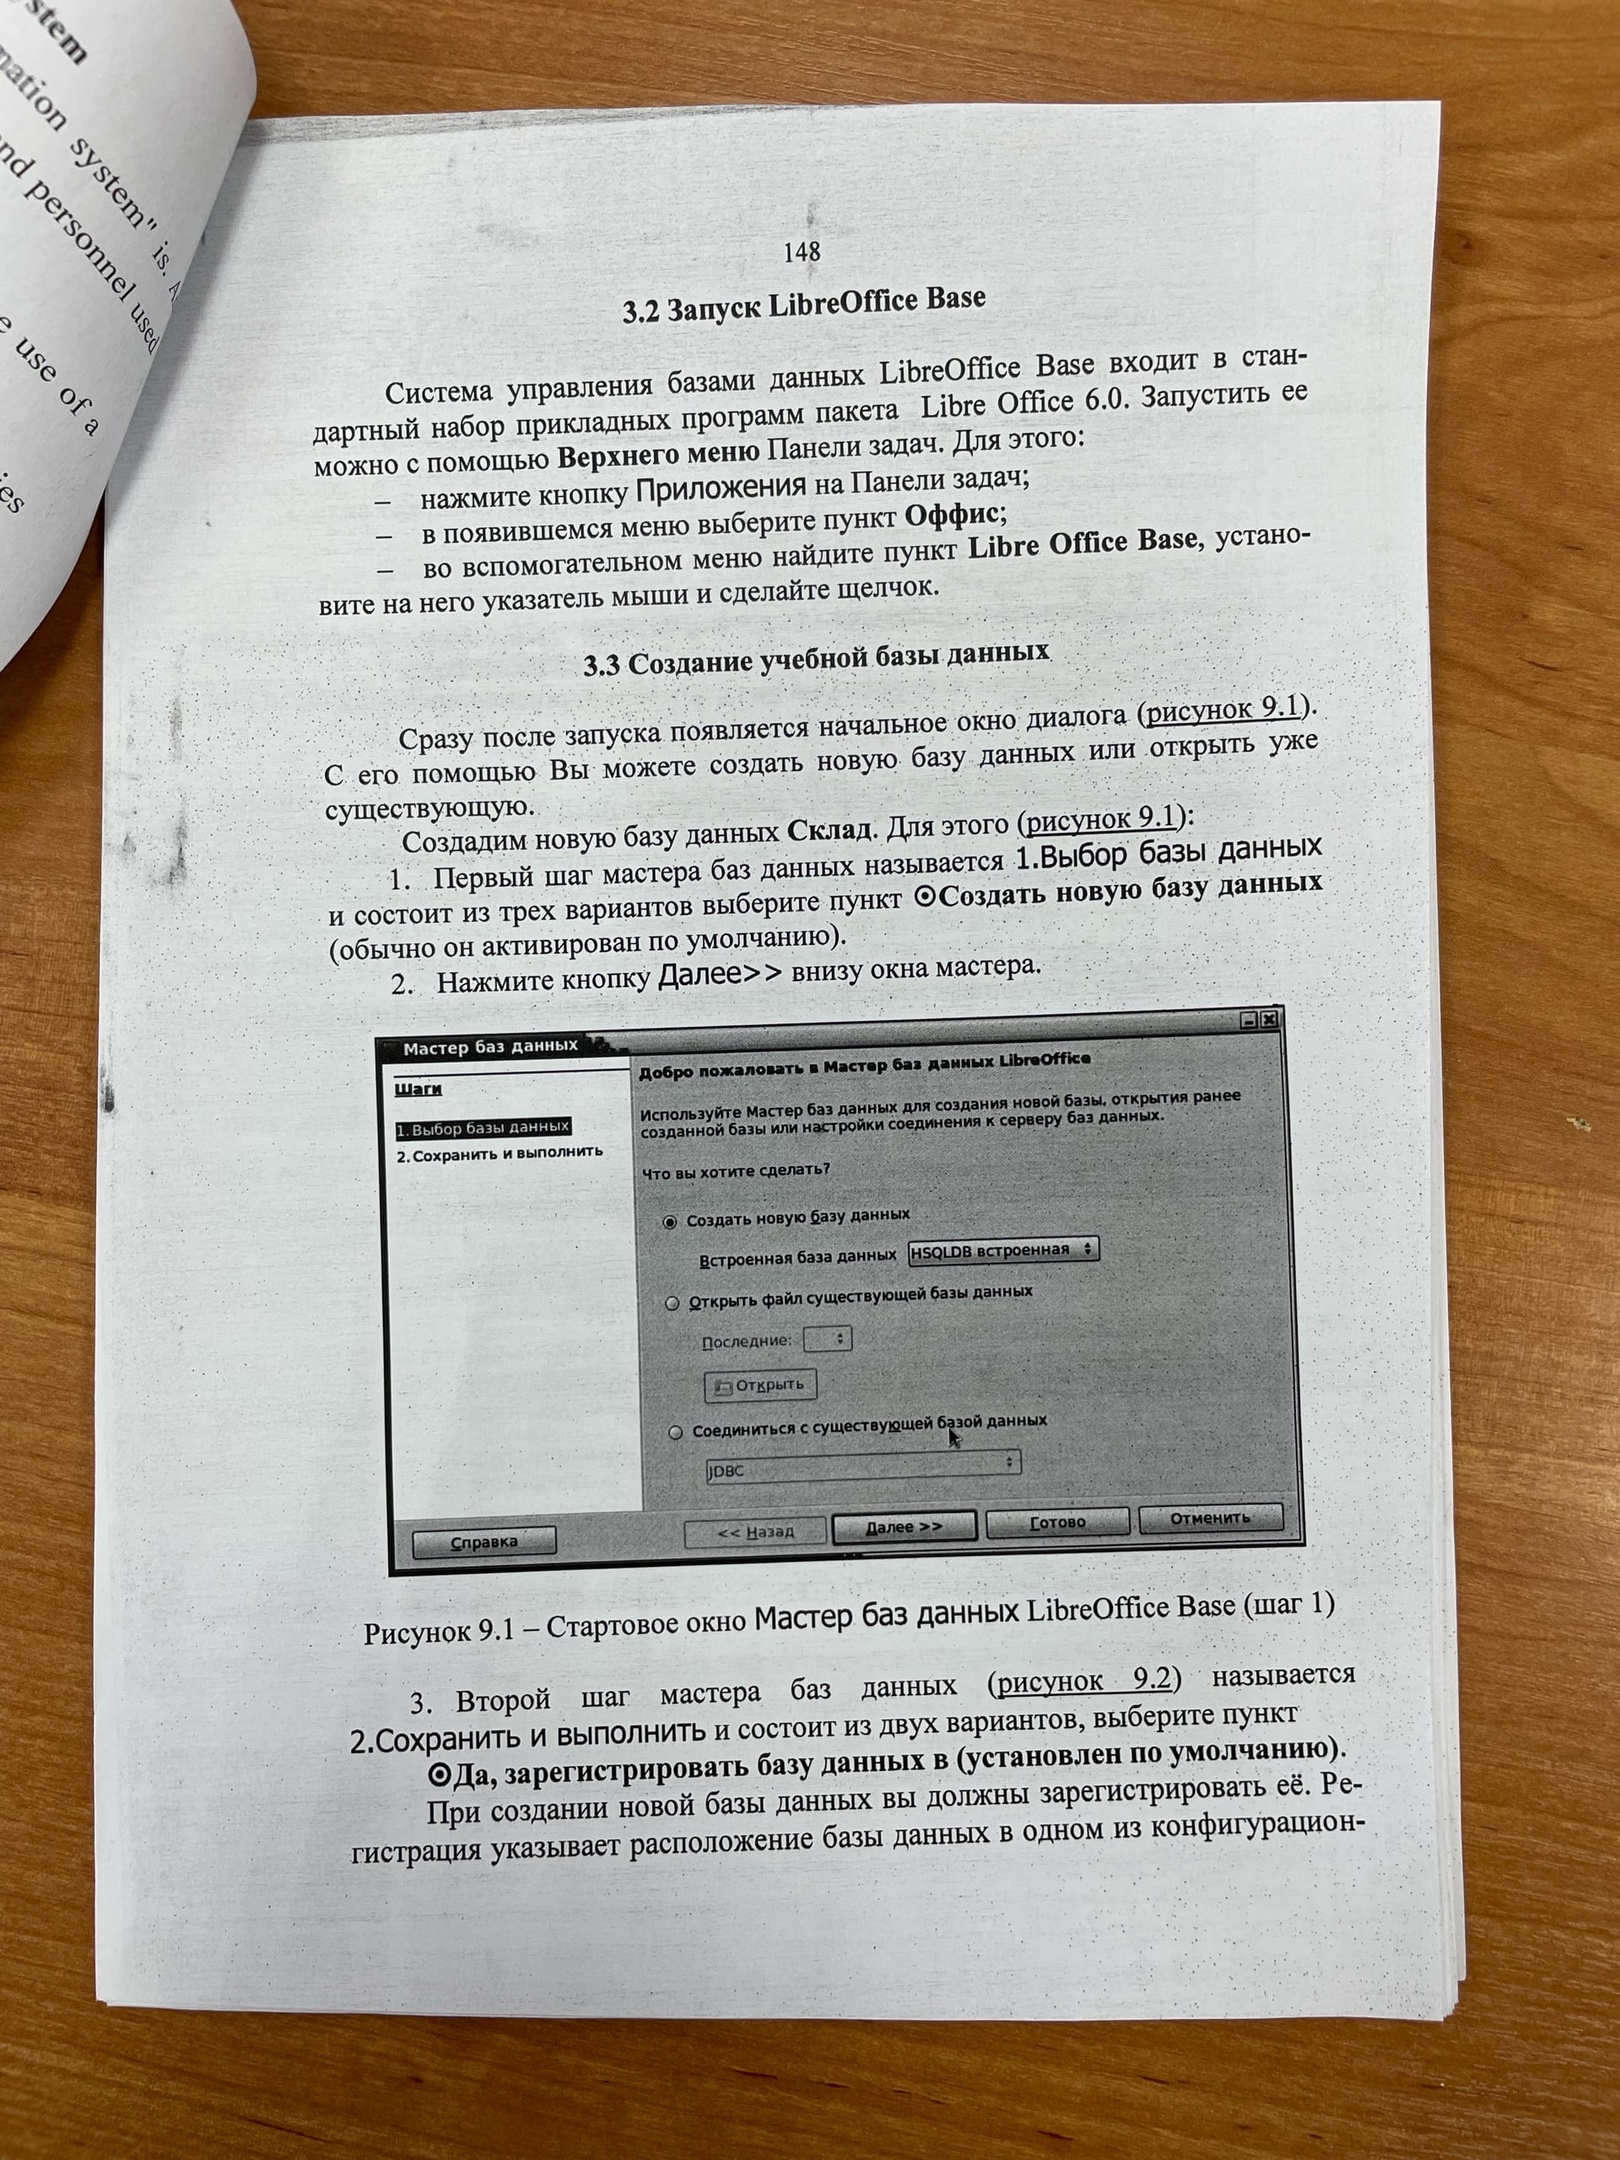 ystem
mation system" is. A
nd personnel used
e use of a
ies
148
3.2 Запуск LibreOffice Base
Система управления базами данных LibreOffice Base входит в стан-
дартный набор прикладных программ пакета Libre Office 6.0. Запустить ее
можно с помощью Верхнего меню Панели задач. Для этого:
– нажмите кнопку Приложения на Панели задач;
– в появившемся меню выберите пункт Оффис;
– во вспомогательном меню найдите пункт Libre Office Base, устано-
вите на него указатель мыши и сделайте щелчок.
3.3 Создание учебной базы данных
Сразу после запуска появляется начальное окно диалога (рисунок 9.1).
С его помощью Вы можете создать новую базу данных или открыть уже
существующую.
Создадим новую базу данных Склад. Для этого (рисунок 9.1):
1. Первый шаг мастера баз данных называется 1.Выбор базы данных
и состоит из трех вариантов выберите пункт ⊙Создать новую базу данных
(обычно он активирован по умолчанию).
2. Нажмите кнопку Далее>> внизу окна мастера.
Мастер баз данных
Шаги
1. Выбор базы данных
2. Сохранить и выполнить
Добро пожаловать в Мастер баз данных LibreOffice
Используйте Мастер баз данных для создания новой базы, открытия ранее
созданной базы или настройки соединения к серверу баз данных.
Что вы хотите сделать?
Создать новую базу данных
Встроенная база данных HSQLDB встроенная
Открыть файл существующей базы данных
Последние:
Открыть
Соединиться с существующей базой данных
JDBC
Справка << Назад Далее >> Готово Отменить
Рисунок 9.1 – Стартовое окно Мастер баз данных LibreOffice Base (шаг 1)
3. Второй шаг мастера баз данных (рисунок 9.2) называется
2.Сохранить и выполнить и состоит из двух вариантов, выберите пункт
⊙Да, зарегистрировать базу данных в (установлен по умолчанию).
При создании новой базы данных вы должны зарегистрировать её. Ре-
гистрация указывает расположение базы данных в одном из конфигурацион-